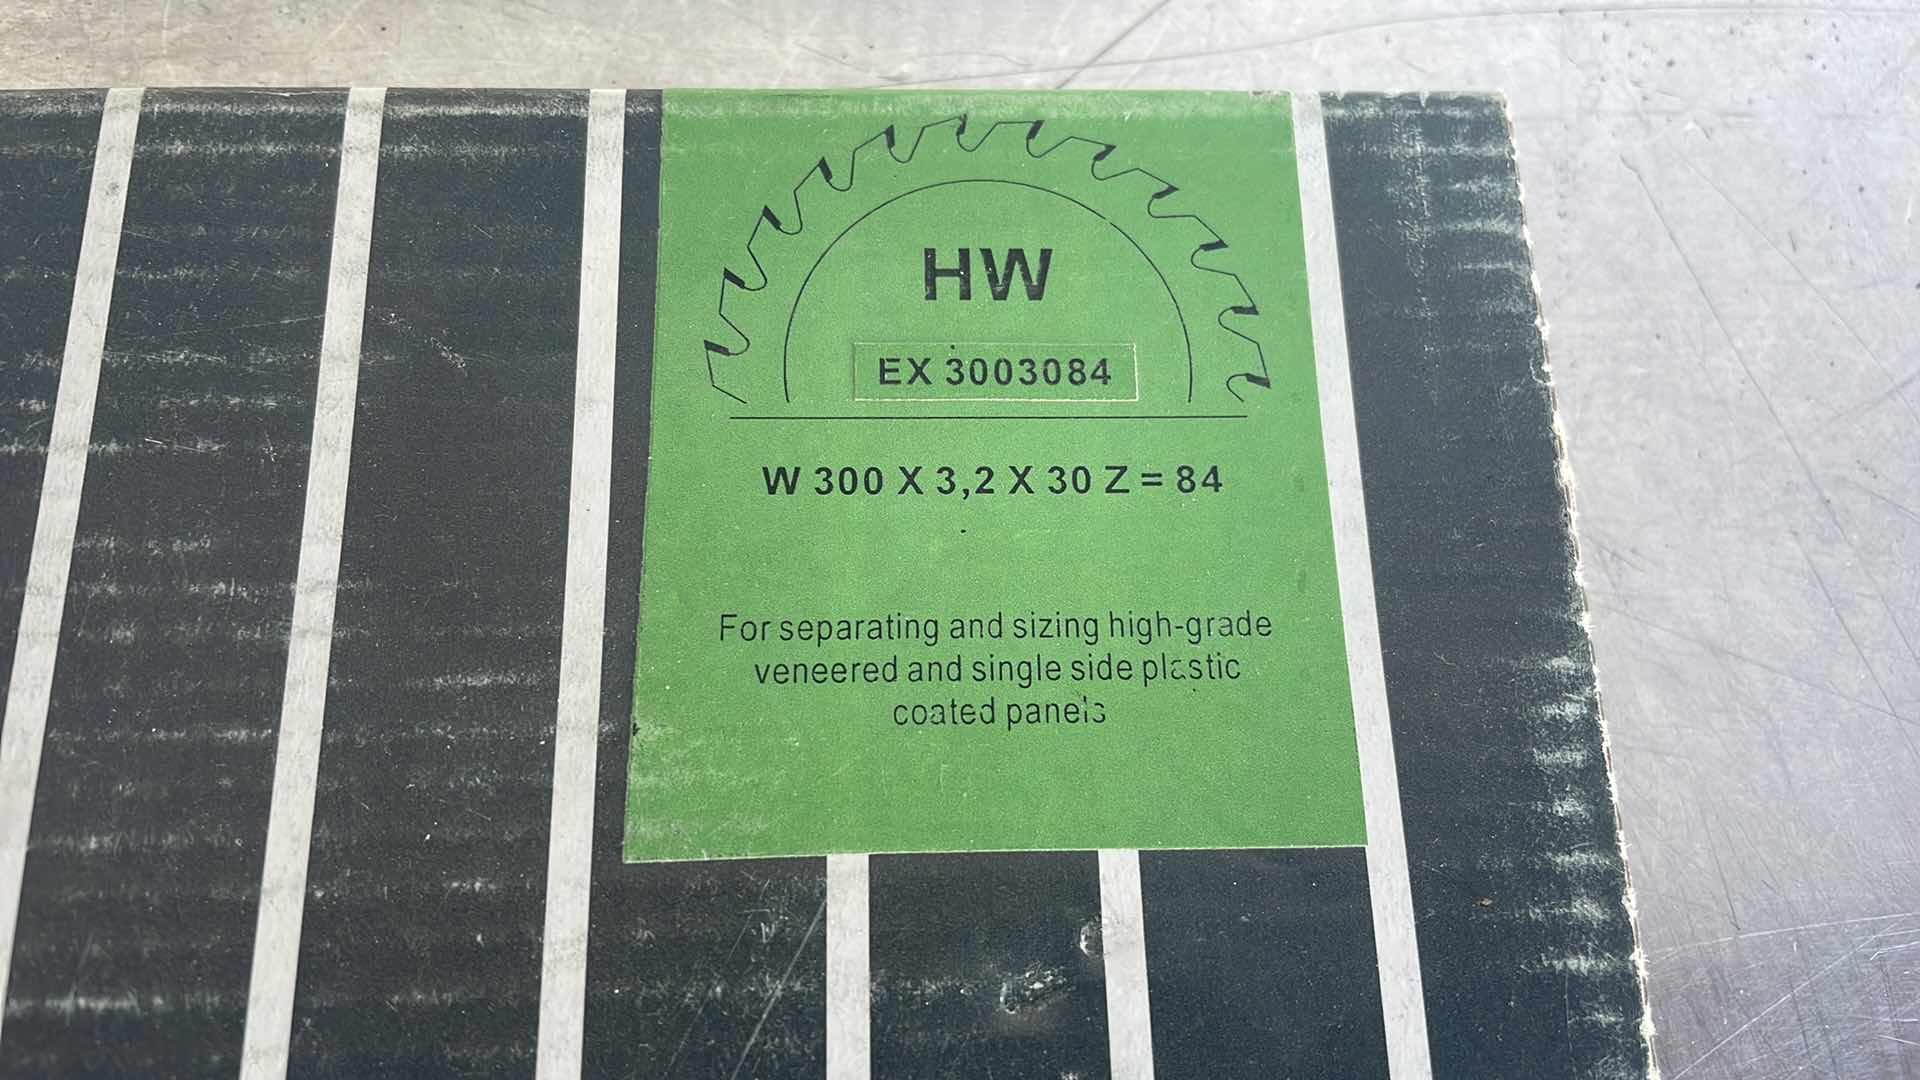 HW
EX 3003084
W 300 X 3,2 X 30 Z = 84
For separating and sizing high-grade
veneered and single side plastic
coated panels